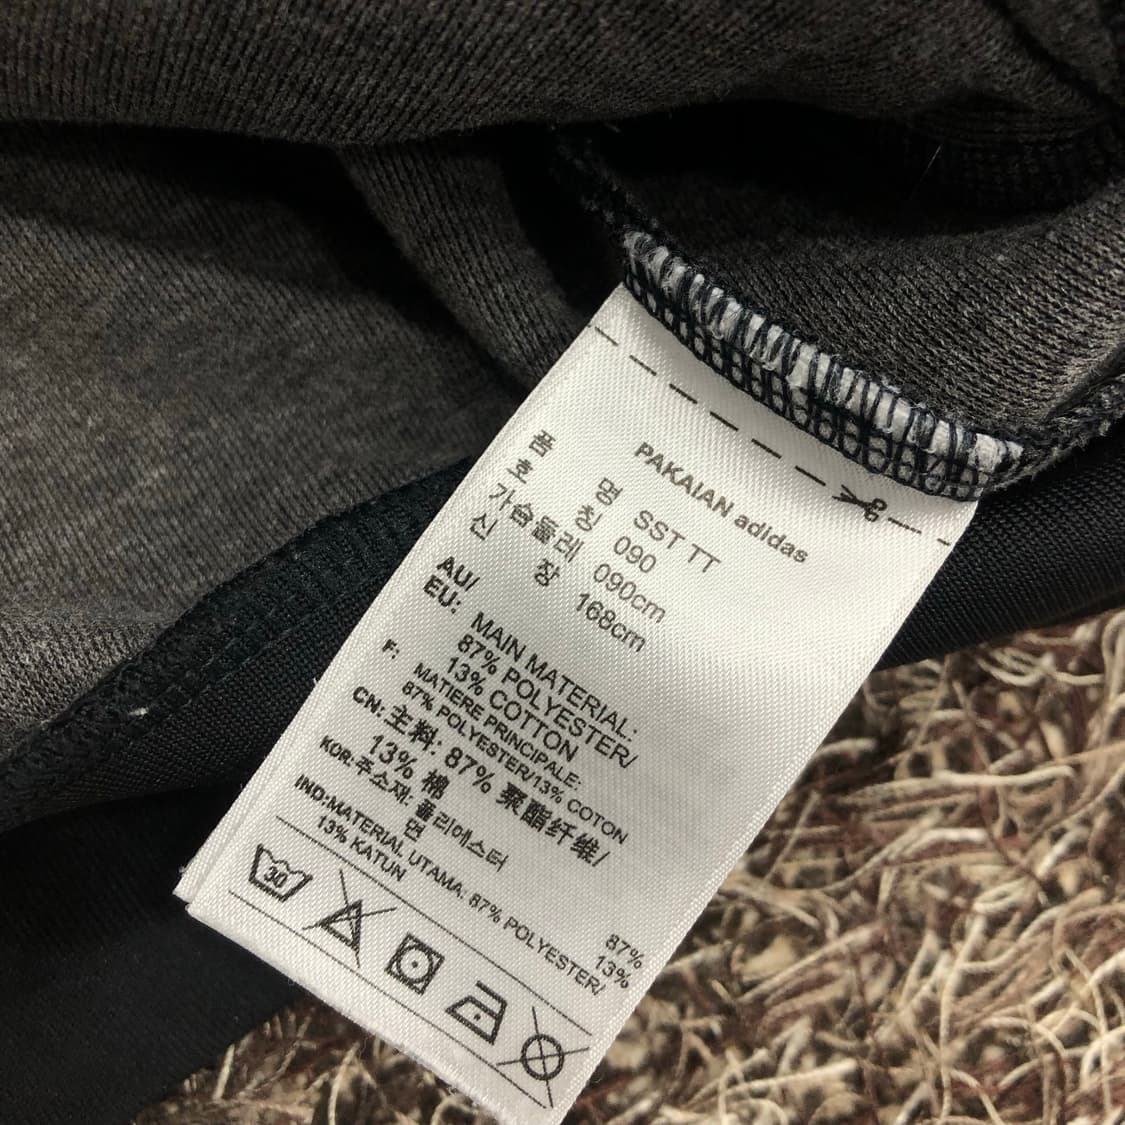 PAKAIAN adidas
품 명 SST TT
호 칭 090
가슴둘레 090cm
신 장 168cm
AU/
EU: MAIN MATERIAL:
87% POLYESTER/
13% COTTON
F: MATIERE PRINCIPALE:
87% POLYESTER/13% COTON
CN:主料: 87% 聚酯纤维/
13% 棉
KOR:주소재: 폴리에스터 87%
면 13%
IND:MATERIAL UTAMA: 87% POLYESTER/
13% KATUN
30